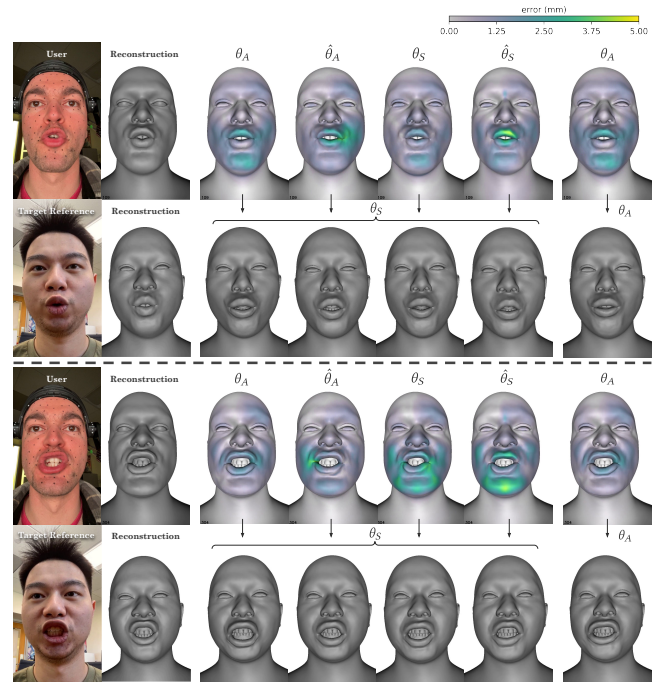 error (mm)
0.00 1.25 2.50 3.75 5.00
User Reconstruction θ_A θ̂_A θ_S θ̂_S θ_A
Target Reference Reconstruction θ_S θ_A
User Reconstruction θ_A θ̂_A θ_S θ̂_S θ_A
Target Reference Reconstruction θ_S θ_A